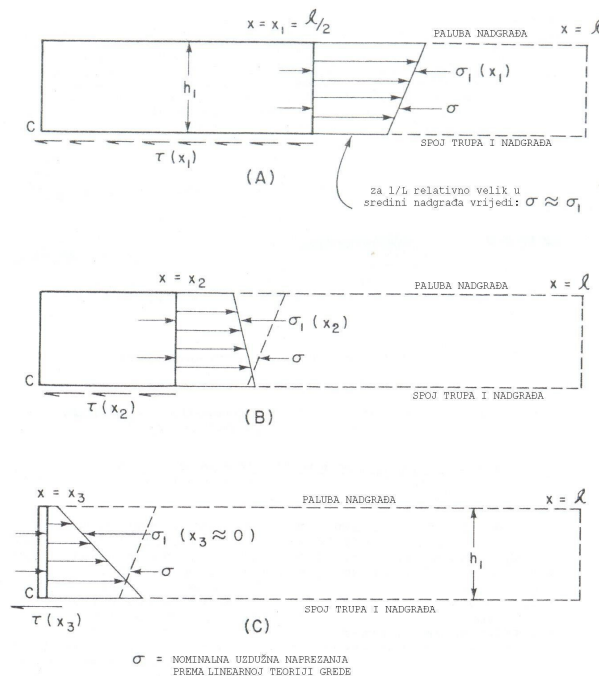 x = x₁ = ℓ/2
PALUBA NADGRAĐA
x = ℓ
h₁
σ₁ (x₁)
σ
C
τ (x₁)
SPOJ TRUPA I NADGRAĐA
(A)
za l/L relativno velik u
sredini nadgrađa vrijedi: σ ≈ σ₁
x = x₂
PALUBA NADGRAĐA
x = ℓ
σ₁ (x₂)
σ
C
τ (x₂)
SPOJ TRUPA I NADGRAĐA
(B)
x = x₃
PALUBA NADGRAĐA
x = ℓ
σ₁ (x₃ ≈ 0)
h₁
σ
C
τ (x₃)
SPOJ TRUPA I NADGRAĐA
(C)
σ = NOMINALNA UZDUŽNA NAPREZANJA
PREMA LINEARNOJ TEORIJI GREDE